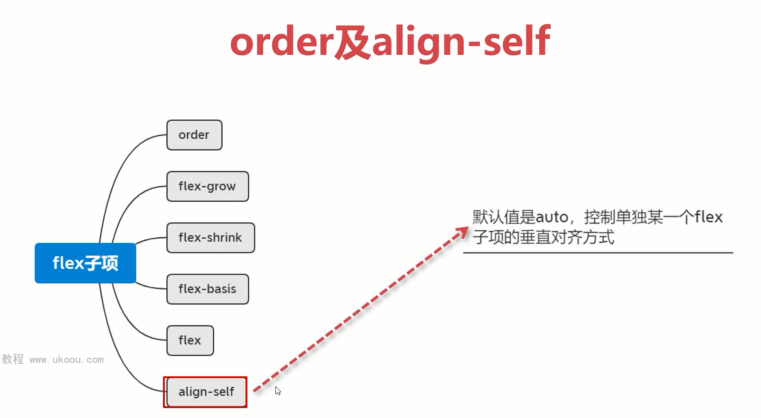 order及align-self
order
flex-grow
flex-shrink
flex子项
flex-basis
flex
align-self
默认值是auto，控制单独某一个flex
子项的垂直对齐方式
教程 www.ukoou.com